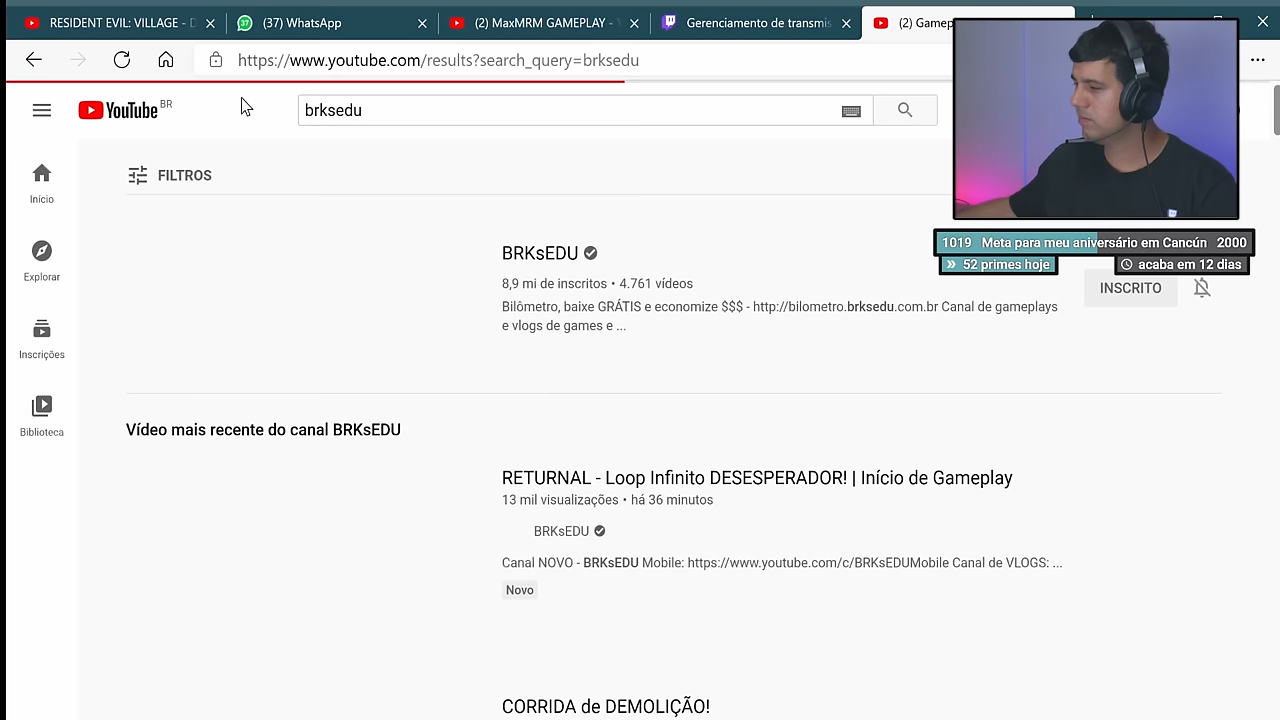 RESIDENT EVIL: VILLAGE - D
(37) WhatsApp
(2) MaxMRM GAMEPLAY -
Gerenciamento de transmis
(2) Gamep
https://www.youtube.com/results?search_query=brksedu
YouTube BR
brksedu
FILTROS
Início
Explorar
Inscrições
Biblioteca
1019 Meta para meu aniversário em Cancún 2000
» 52 primes hoje
acaba em 12 dias
BRKsEDU
8,9 mi de inscritos • 4.761 vídeos
Bilômetro, baixe GRÁTIS e economize $$$ - http://bilometro.brksedu.com.br Canal de gameplays
e vlogs de games e ...
INSCRITO
Vídeo mais recente do canal BRKsEDU
RETURNAL - Loop Infinito DESESPERADOR! | Início de Gameplay
13 mil visualizações • há 36 minutos
BRKsEDU
Canal NOVO - BRKsEDU Mobile: https://www.youtube.com/c/BRKsEDUMobile Canal de VLOGS: ...
Novo
CORRIDA de DEMOLIÇÃO!